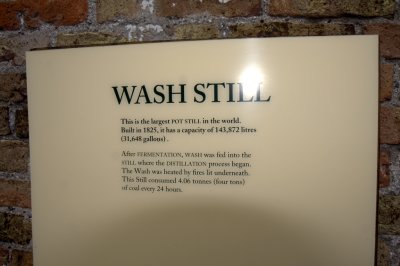 WASH STILL
This is the largest POT STILL in the world.
Built in 1825, it has a capacity of 143,872 litres
(31,648 gallons) .
After FERMENTATION, WASH was fed into the
STILL where the DISTILLATION process began.
The Wash was heated by fires lit underneath.
This Still consumed 4.06 tonnes (four tons)
of coal every 24 hours.